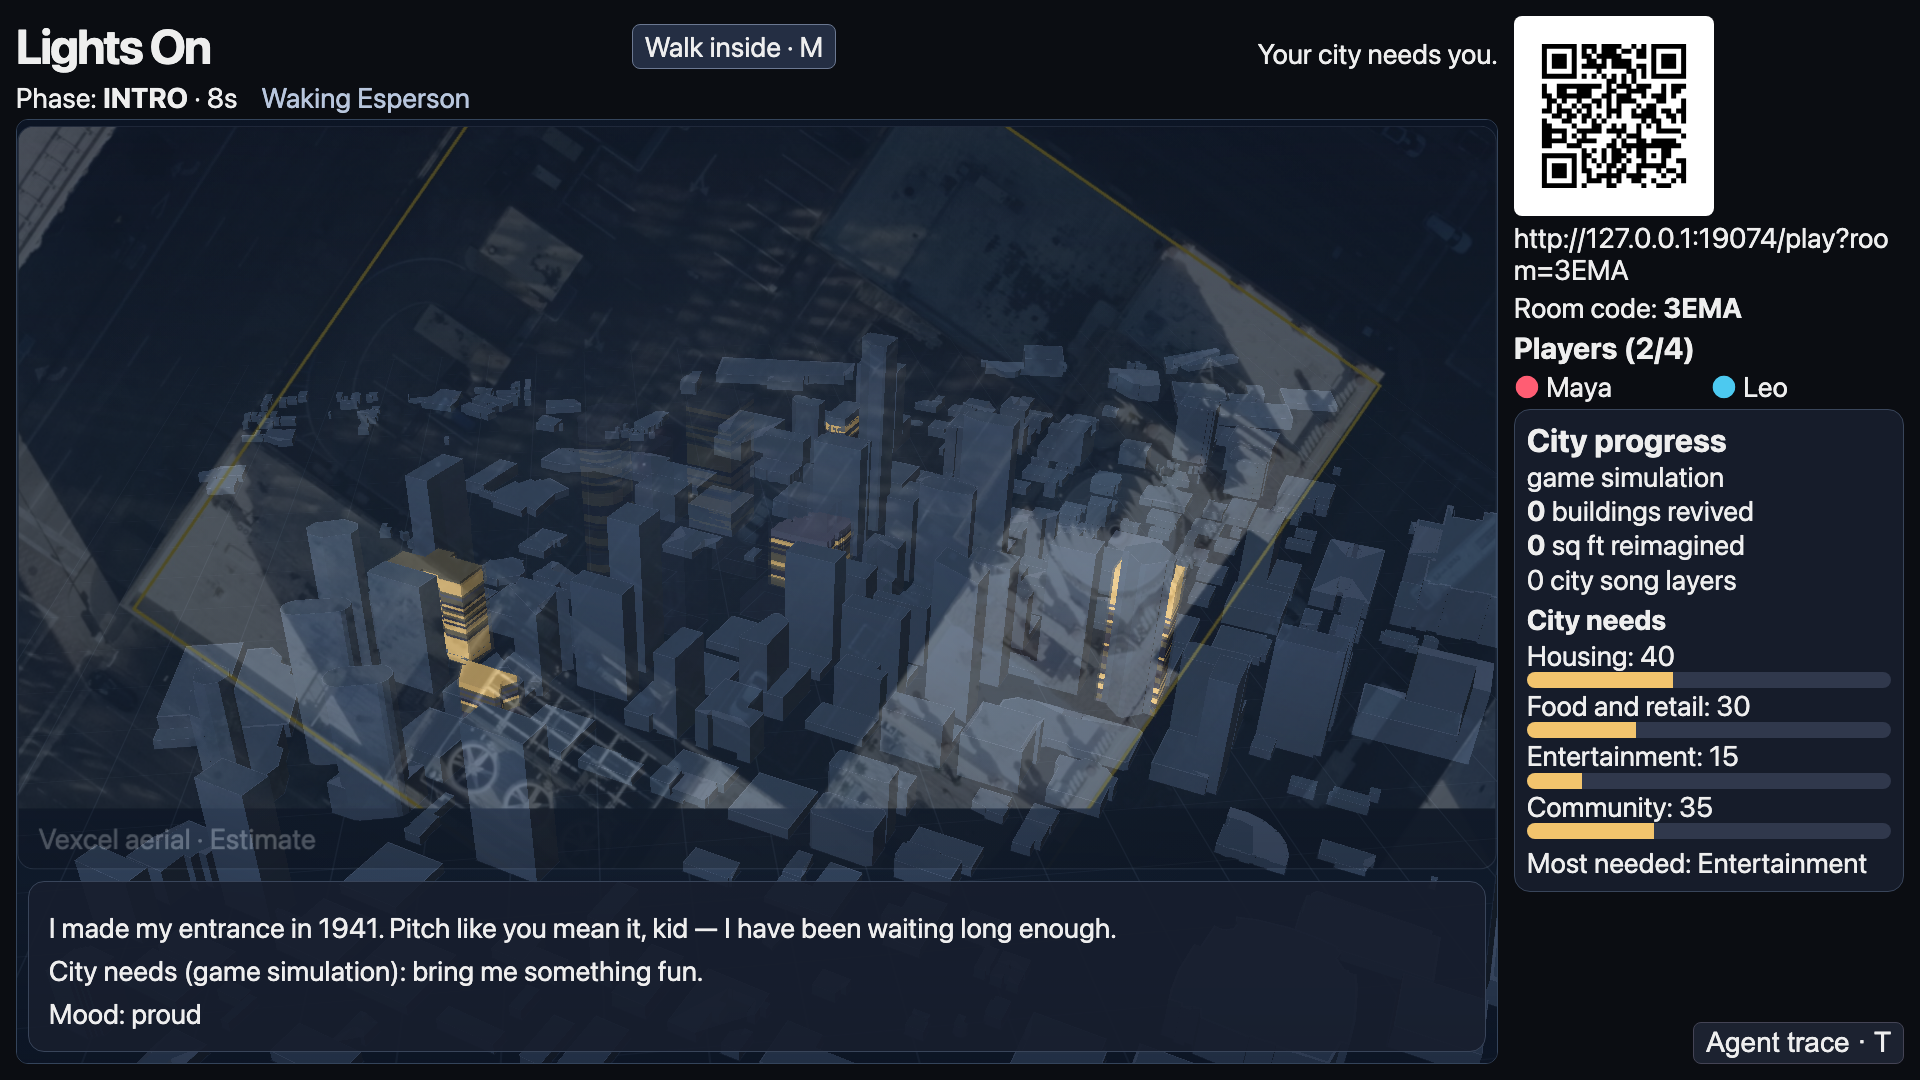 Lights On
Walk inside · M
Your city needs you.
Phase: INTRO · 8s Waking Esperson
http://127.0.0.1:19074/play?roo
m=3EMA
Room code: 3EMA
Players (2/4)
Maya
Leo
City progress
game simulation
0 buildings revived
0 sq ft reimagined
0 city song layers
City needs
Housing: 40
Food and retail: 30
Entertainment: 15
Community: 35
Most needed: Entertainment
Vexcel aerial · Estimate
I made my entrance in 1941. Pitch like you mean it, kid — I have been waiting long enough.
City needs (game simulation): bring me something fun.
Mood: proud
Agent trace · T